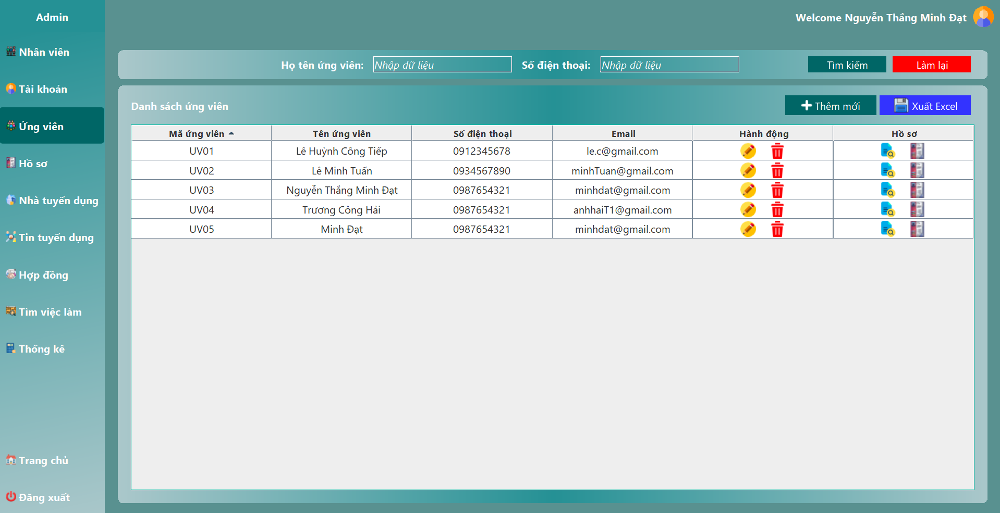 Admin
Nhân viên
Tài khoản
Ứng viên
Hồ sơ
Nhà tuyển dụng
Tin tuyển dụng
Hợp đồng
Tìm việc làm
Thống kê
Trang chủ
Đăng xuất
Welcome Nguyễn Thắng Minh Đạt
Họ tên ứng viên: Nhập dữ liệu Số điện thoại: Nhập dữ liệu Tìm kiếm Làm lại
Danh sách ứng viên Thêm mới Xuất Excel
Mã ứng viên Tên ứng viên Số điện thoại Email Hành động Hồ sơ
UV01 Lê Huỳnh Công Tiếp 0912345678 le.c@gmail.com
UV02 Lê Minh Tuấn 0934567890 minhTuan@gmail.com
UV03 Nguyễn Thắng Minh Đạt 0987654321 minhdat@gmail.com
UV04 Trương Công Hải 0987654321 anhhaiT1@gmail.com
UV05 Minh Đạt 0987654321 minhdat@gmail.com